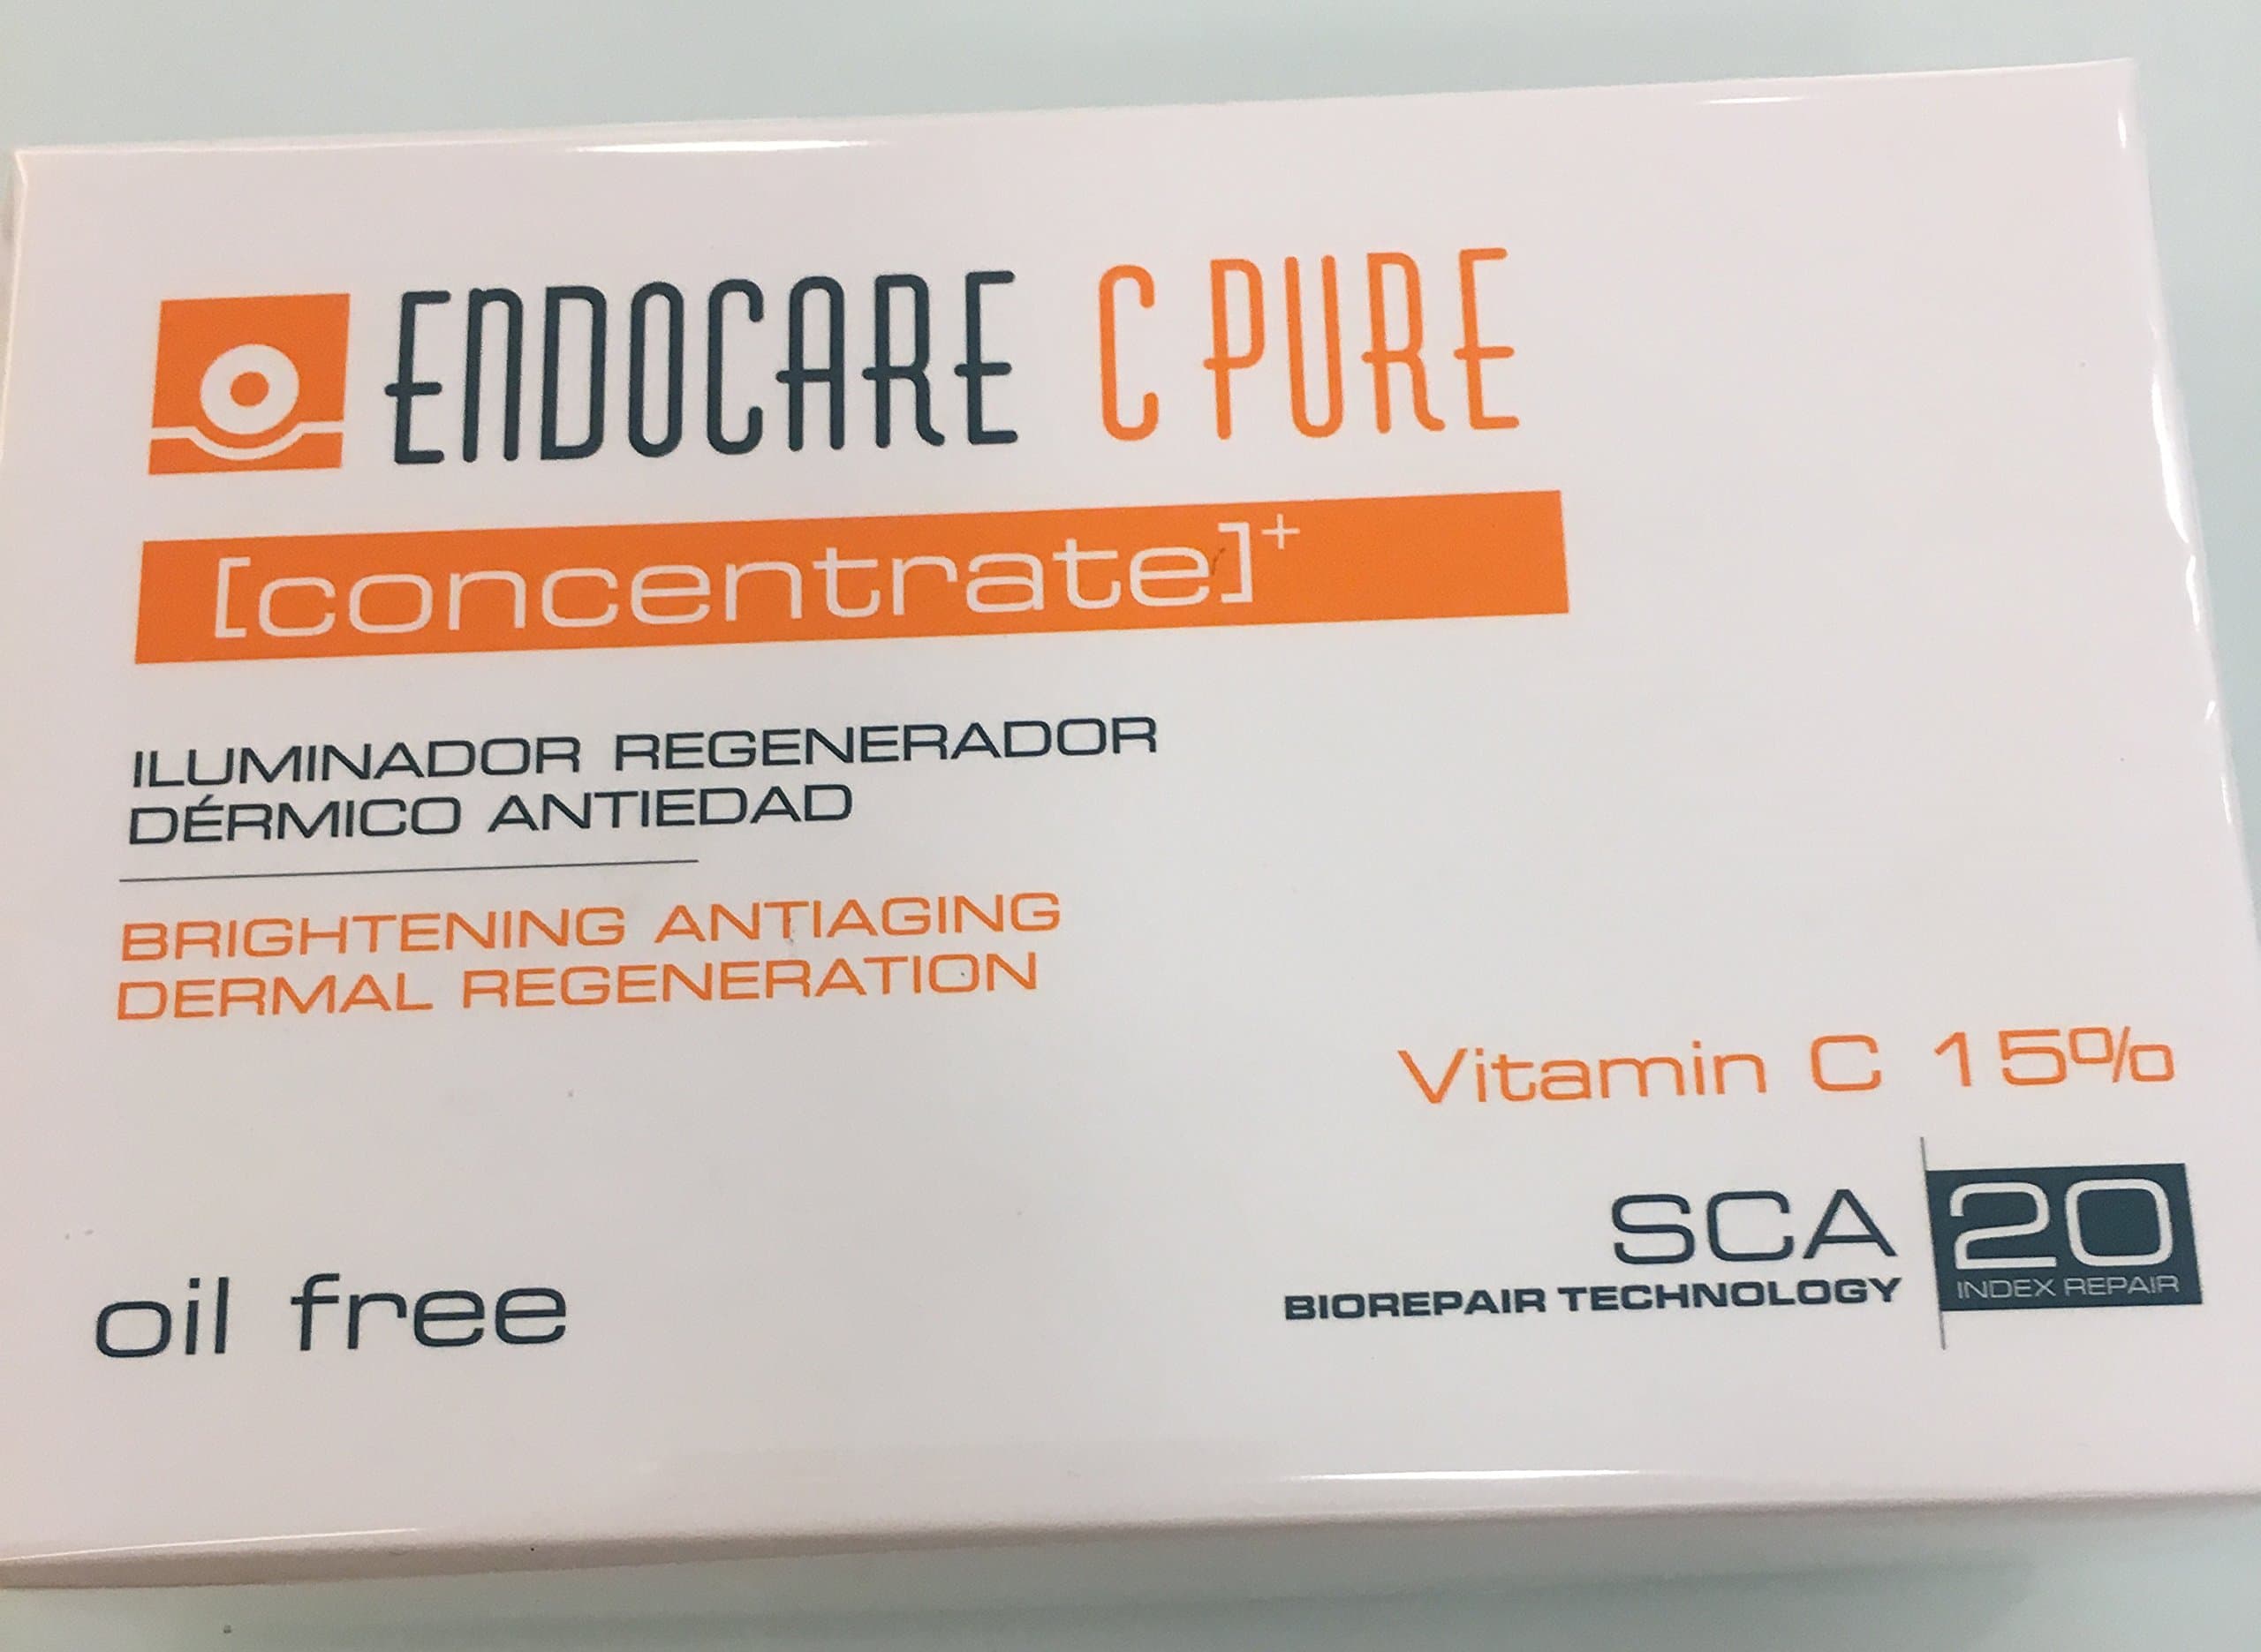 ENDOCARE C PURE
[concentrate]+
ILUMINADOR REGENERADOR
DÉRMICO ANTIEDAD
BRIGHTENING ANTIAGING
DERMAL REGENERATION
Vitamin C 15%
SCA 20
BIOREPAIR TECHNOLOGY INDEX REPAIR
oil free